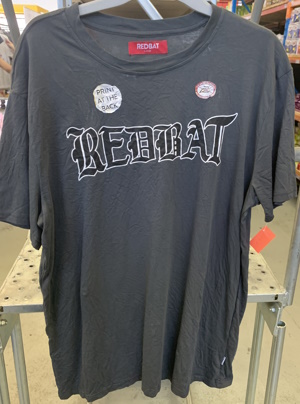 REDBAT
PRINT
AT THE
BACK
REDBAT